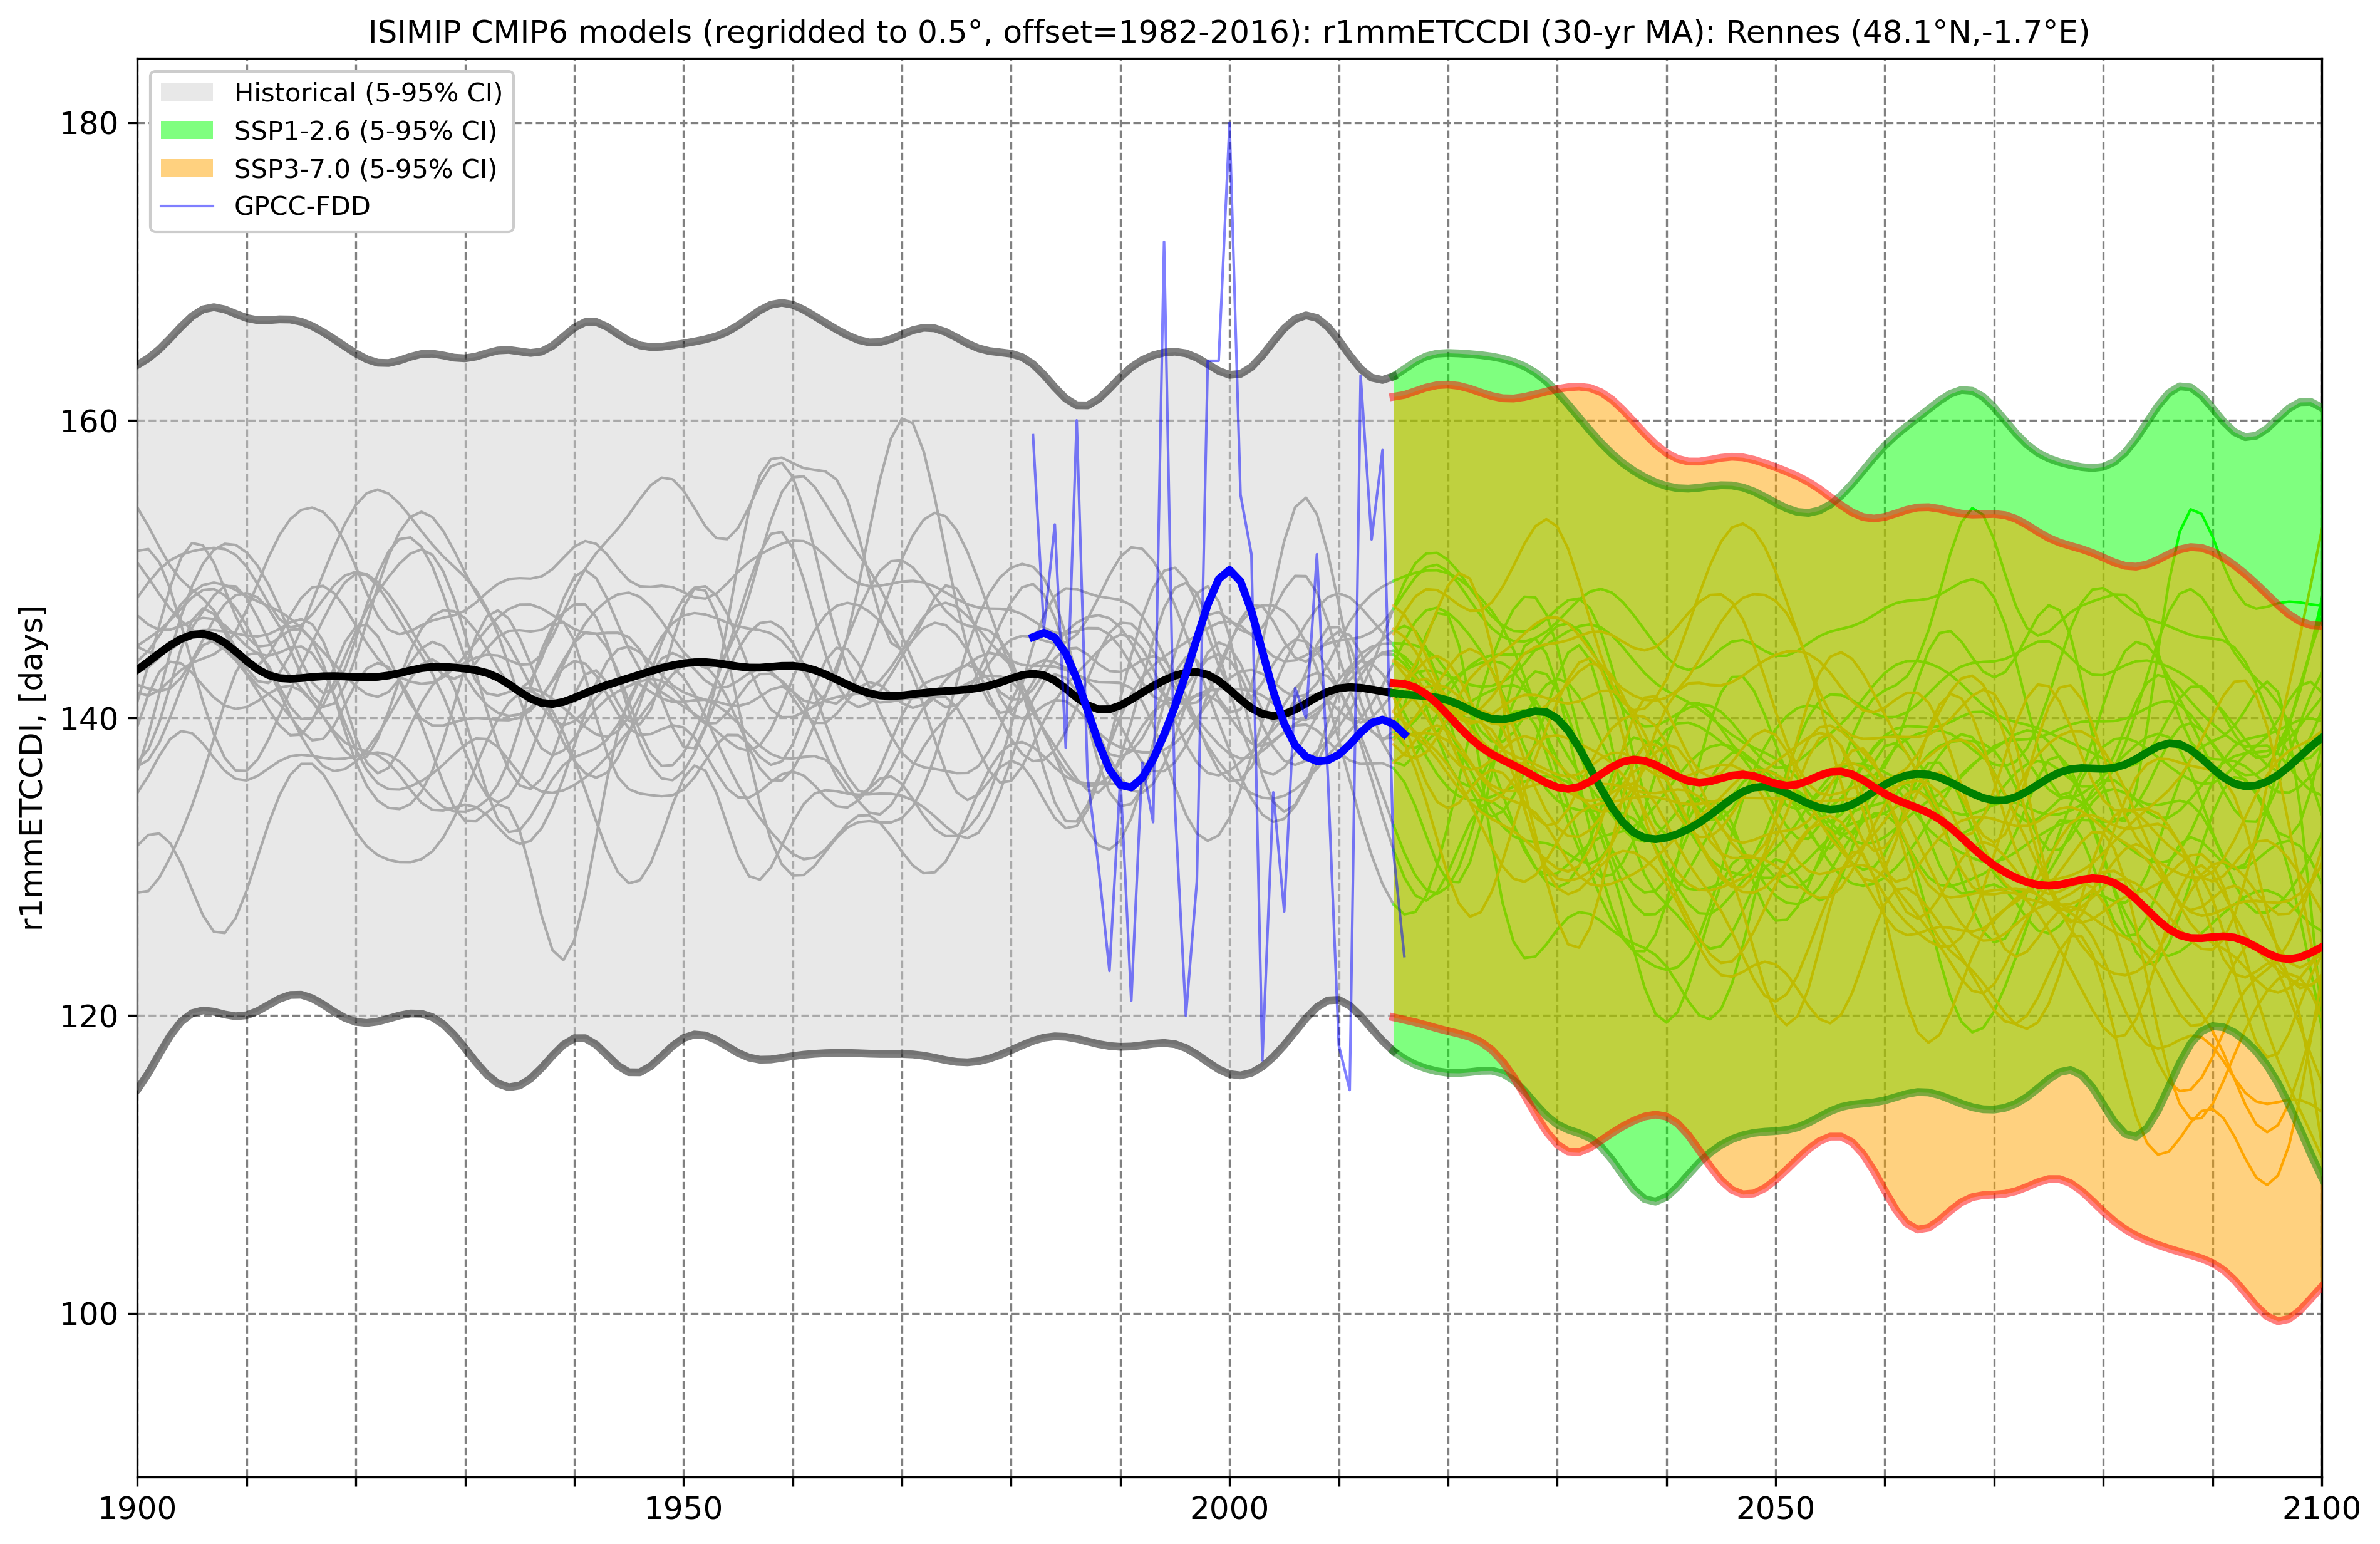 ISIMIP CMIP6 models (regridded to 0.5°, offset=1982-2016): r1mmETCCDI (30-yr MA): Rennes (48.1°N,-1.7°E)
Historical (5-95% CI)
SSP1-2.6 (5-95% CI)
SSP3-7.0 (5-95% CI)
GPCC-FDD
r1mmETCCDI, [days]
180
160
140
120
100
1900 1950 2000 2050 2100